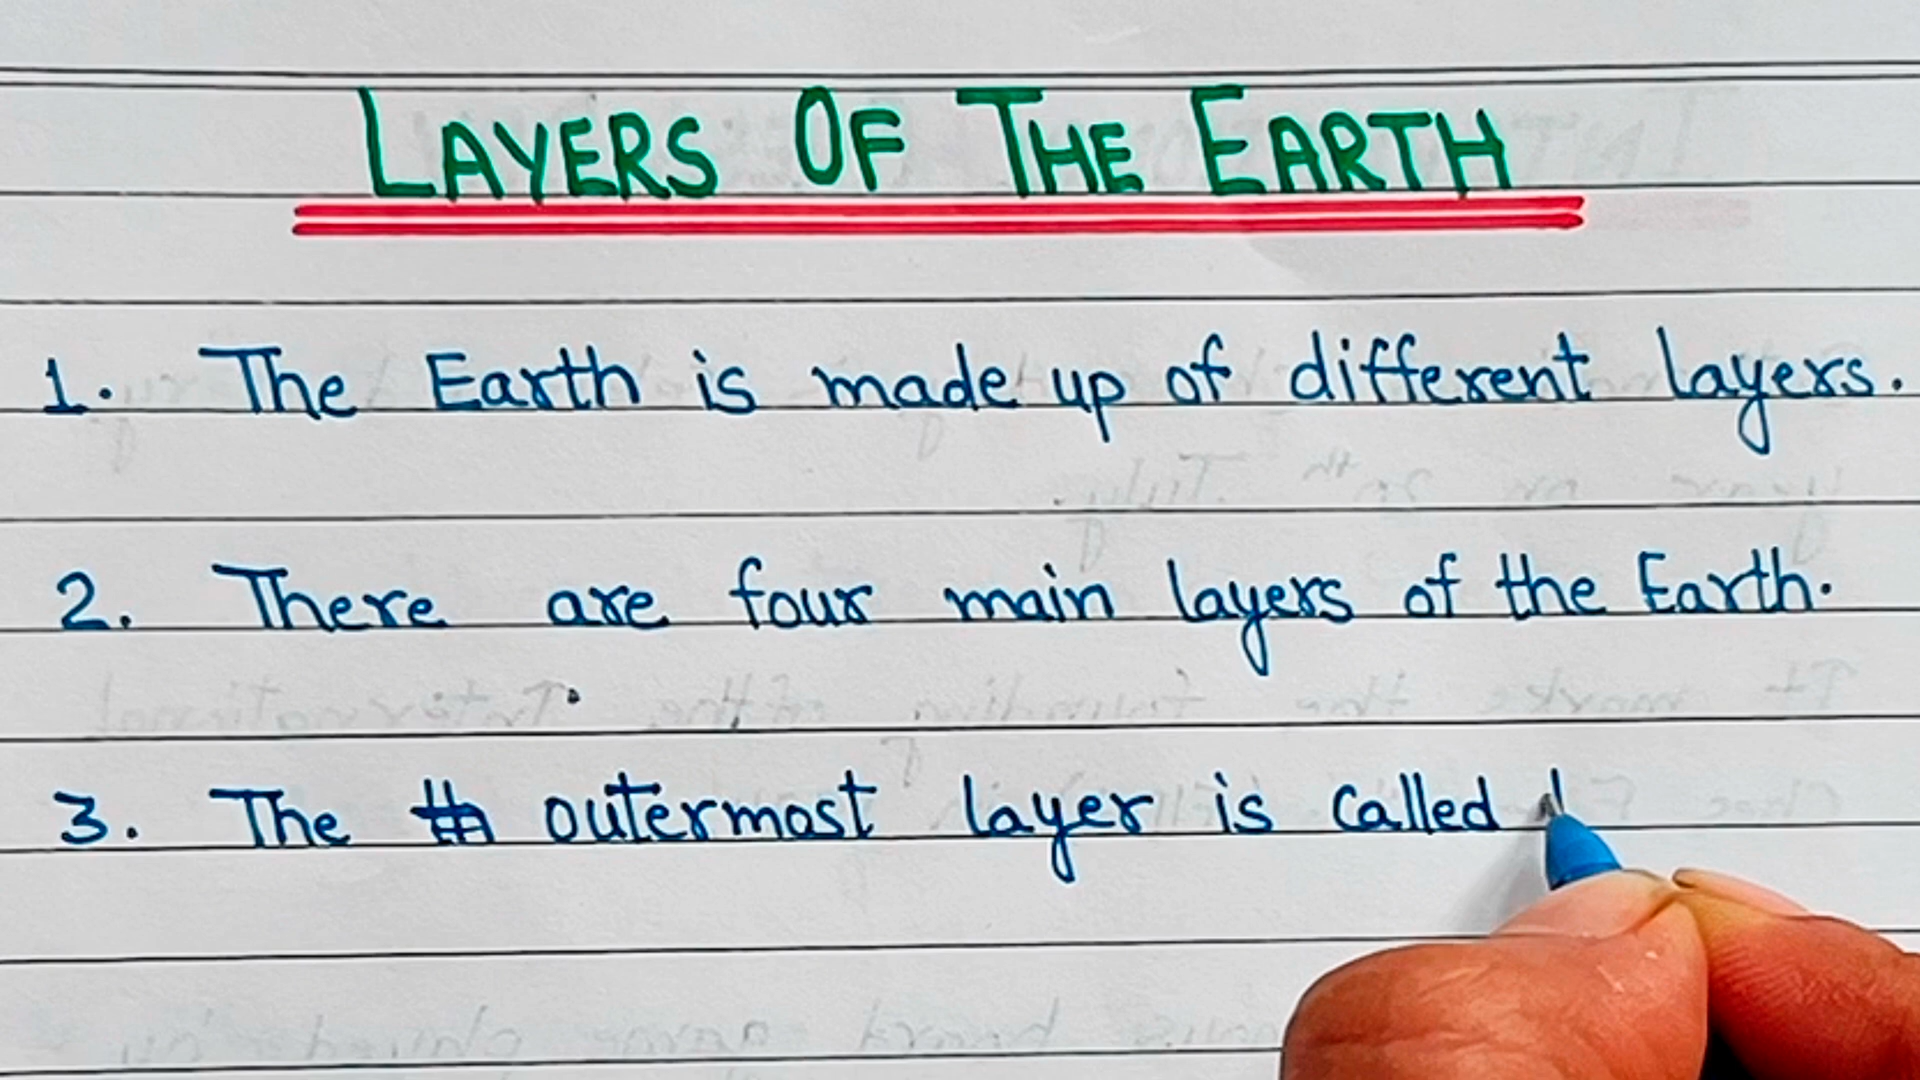 LAYERS OF THE EARTH
1. The Earth is made up of different layers.
2. There are four main layers of the Earth.
3. The outermost layer is called